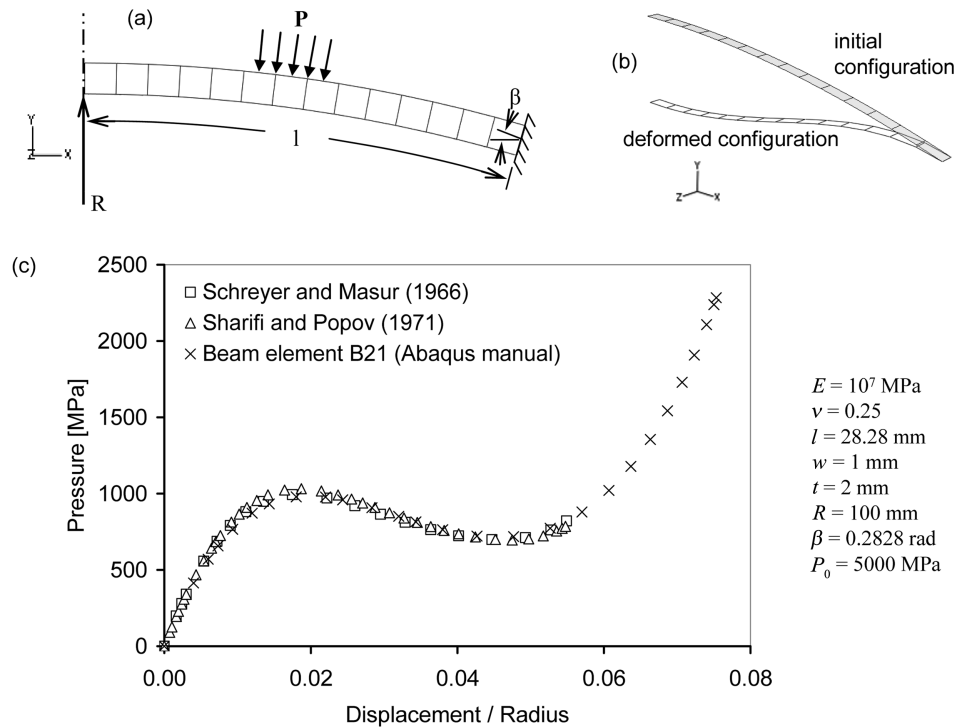 (a)
P
β
l
Y
Z
X
R
(b)
initial
configuration
deformed configuration
Y
Z
X
(c)
Pressure [MPa]
2500
2000
1500
1000
500
0
□ Schreyer and Masur (1966)
△ Sharifi and Popov (1971)
× Beam element B21 (Abaqus manual)
0.00
0.02
0.04
0.06
0.08
Displacement / Radius
E = 10⁷ MPa
ν = 0.25
l = 28.28 mm
w = 1 mm
t = 2 mm
R = 100 mm
β = 0.2828 rad
P₀ = 5000 MPa